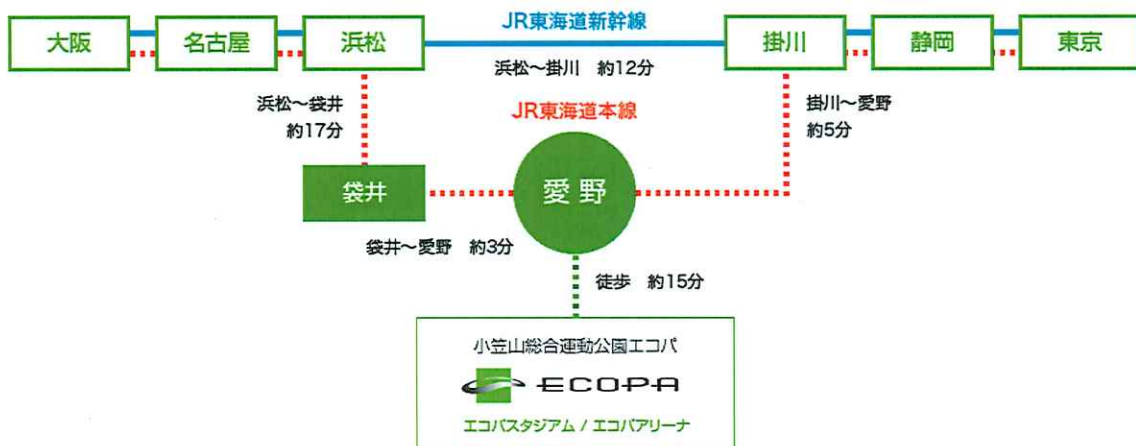 JR東海道新幹線
大阪
名古屋
浜松
掛川
静岡
東京
浜松～掛川 約12分
浜松～袋井
約17分
JR東海道本線
掛川～愛野
約5分
袋井
愛野
袋井～愛野 約3分
徒歩 約15分
小笠山総合運動公園エコパ
ECOPA
エコパスタジアム / エコパアリーナ